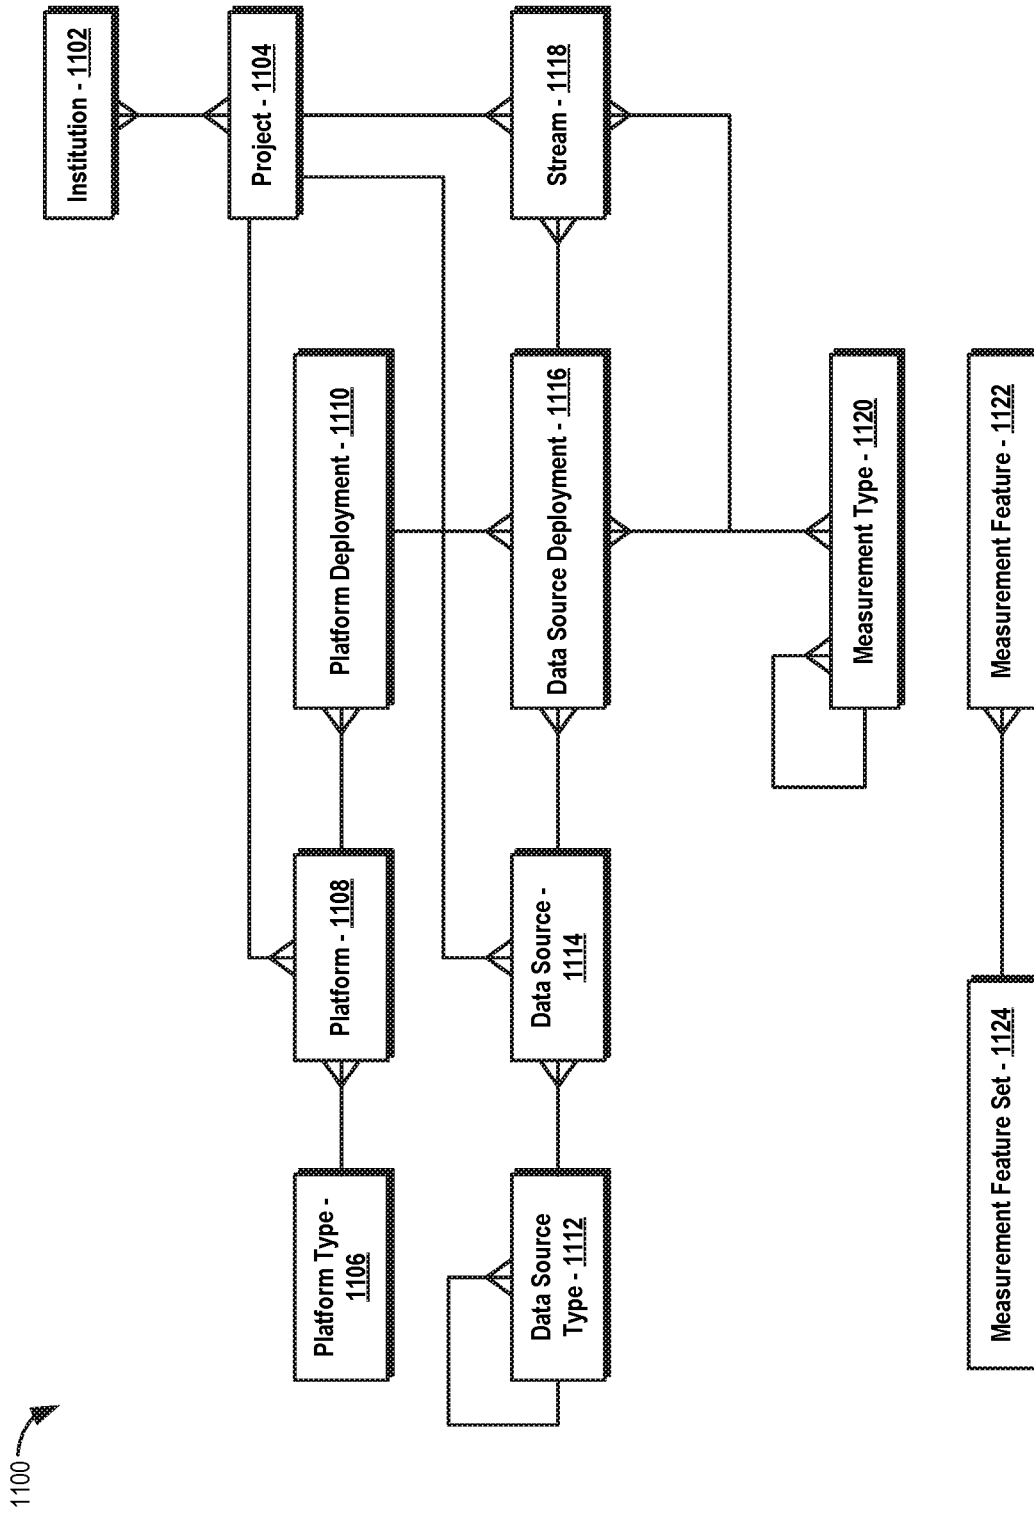 1100
Platform Type -
1106
Platform - 1108
Platform Deployment - 1110
Institution - 1102
Project - 1104
Data Source
Type - 1112
Data Source -
1114
Data Source Deployment - 1116
Stream - 1118
Measurement Type - 1120
Measurement Feature Set - 1124
Measurement Feature - 1122